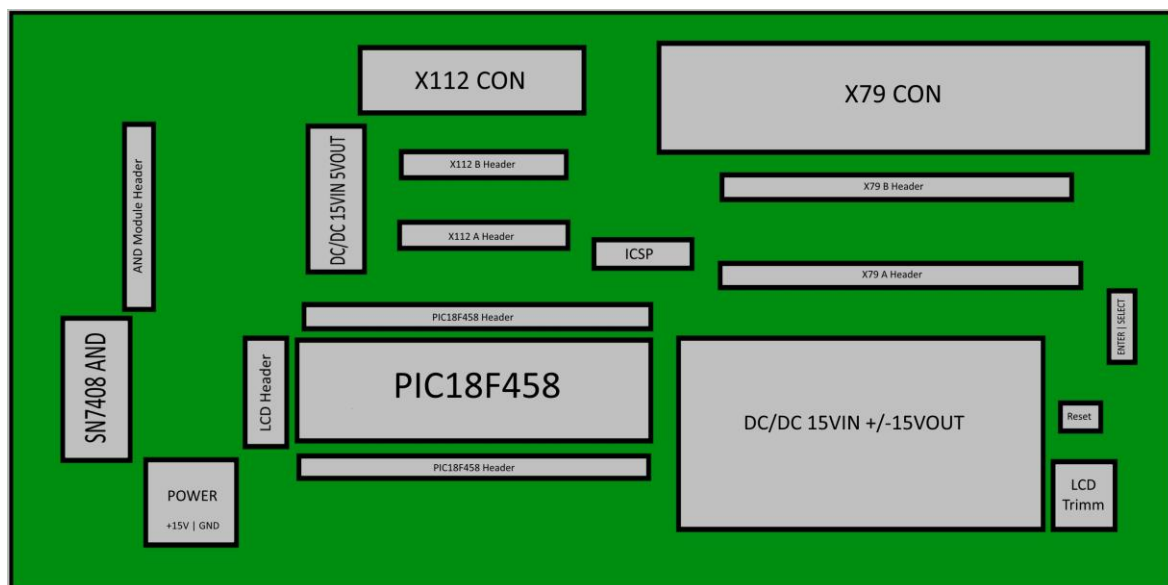 X112 CON
X79 CON
AND Module Header
DC/DC 15VIN 5VOUT
X112 B Header
X79 B Header
X112 A Header
ICSP
X79 A Header
ENTER | SELECT
PIC18F458 Header
SN7408 AND
LCD Header
PIC18F458
DC/DC 15VIN +/-15VOUT
Reset
PIC18F458 Header
POWER
+15V | GND
LCD
Trimm